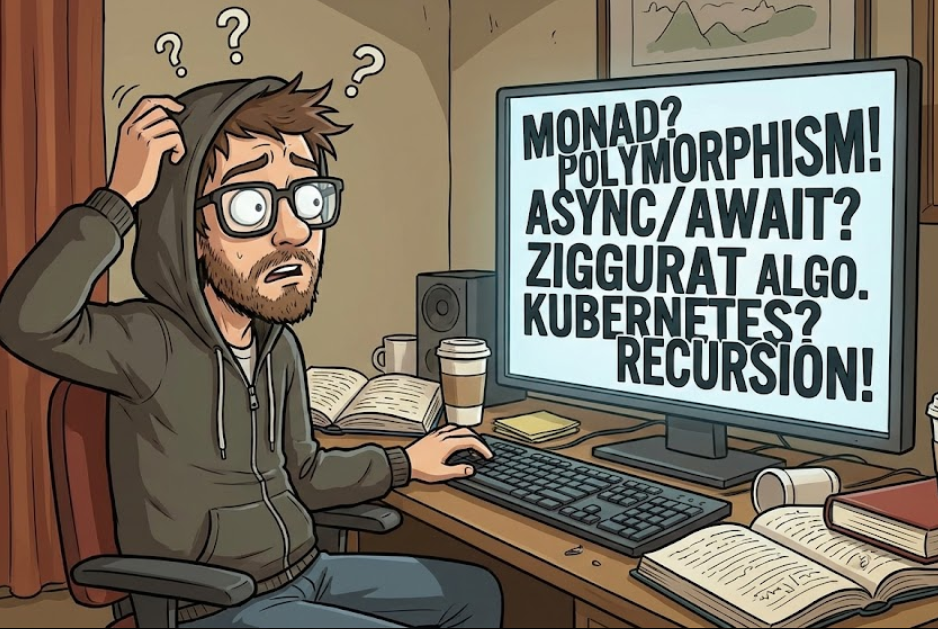 ?
?
?
MONAD?
POLYMORPHISM!
ASYNC/AWAIT?
ZIGGURAT ALGO.
KUBERNETES?
RECURSION!